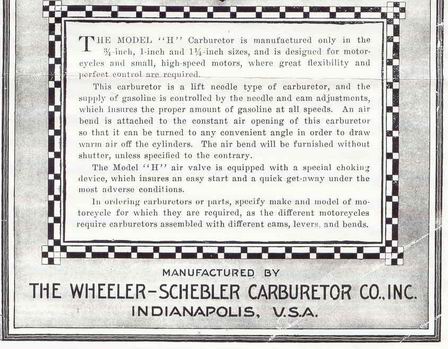 THE MODEL "H" Carburetor is manufactured only in the
¾-inch, 1-inch and 1¼-inch sizes, and is designed for motor-
cycles and small, high-speed motors, where great flexibility and
perfect control are required.
This carburetor is a lift needle type of carburetor, and the
supply of gasoline is controlled by the needle and cam adjustments,
which insures the proper amount of gasoline at all speeds. An air
bend is attached to the constant air opening of this carburetor
so that it can be turned to any convenient angle in order to draw
warm air off the cylinders. The air bend will be furnished without
shutter, unless specified to the contrary.
The Model "H" air valve is equipped with a special choking
device, which insures an easy start and a quick get-away under the
most adverse conditions.
In ordering carburetors or parts, specify make and model of mo-
torcycle for which they are required, as the different motorcycles
require carburetors assembled with different cams, levers, and bends.
MANUFACTURED BY
THE WHEELER-SCHEBLER CARBURETOR CO., INC.
INDIANAPOLIS, U.S.A.